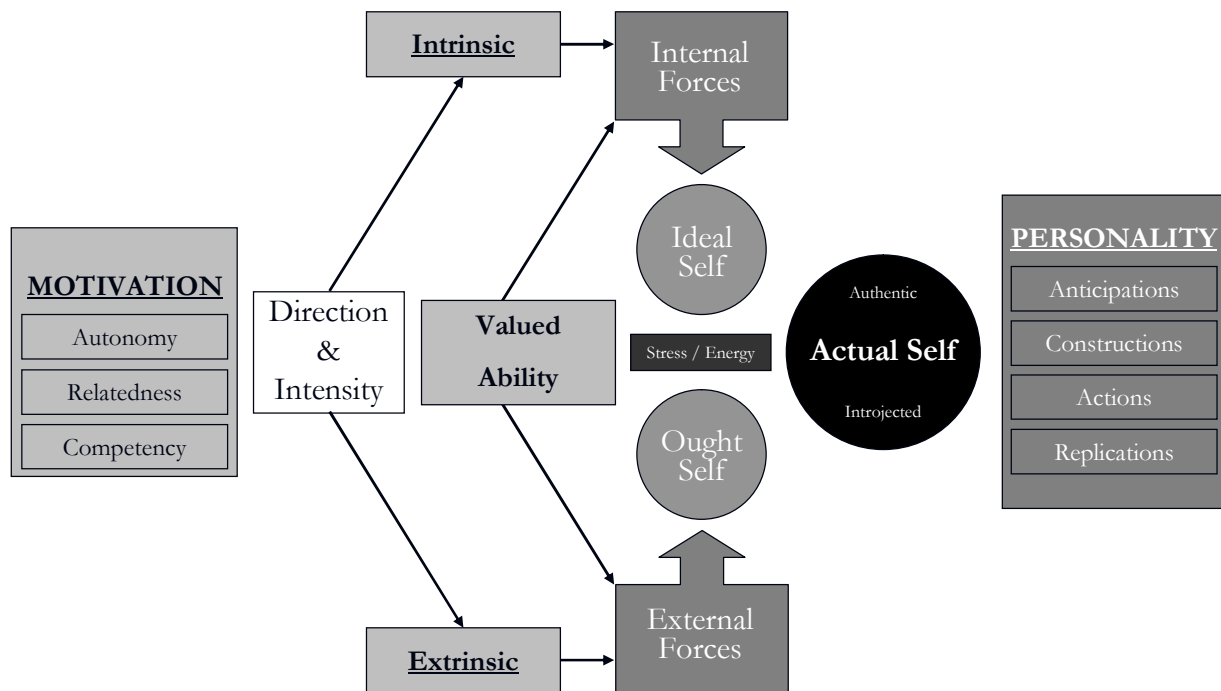 Intrinsic
Internal
Forces
MOTIVATION
Autonomy
Relatedness
Competency
Direction
&
Intensity
Valued
Ability
Ideal
Self
Stress / Energy
Ought
Self
Authentic
Actual Self
Introjected
PERSONALITY
Anticipations
Constructions
Actions
Replications
Extrinsic
External
Forces